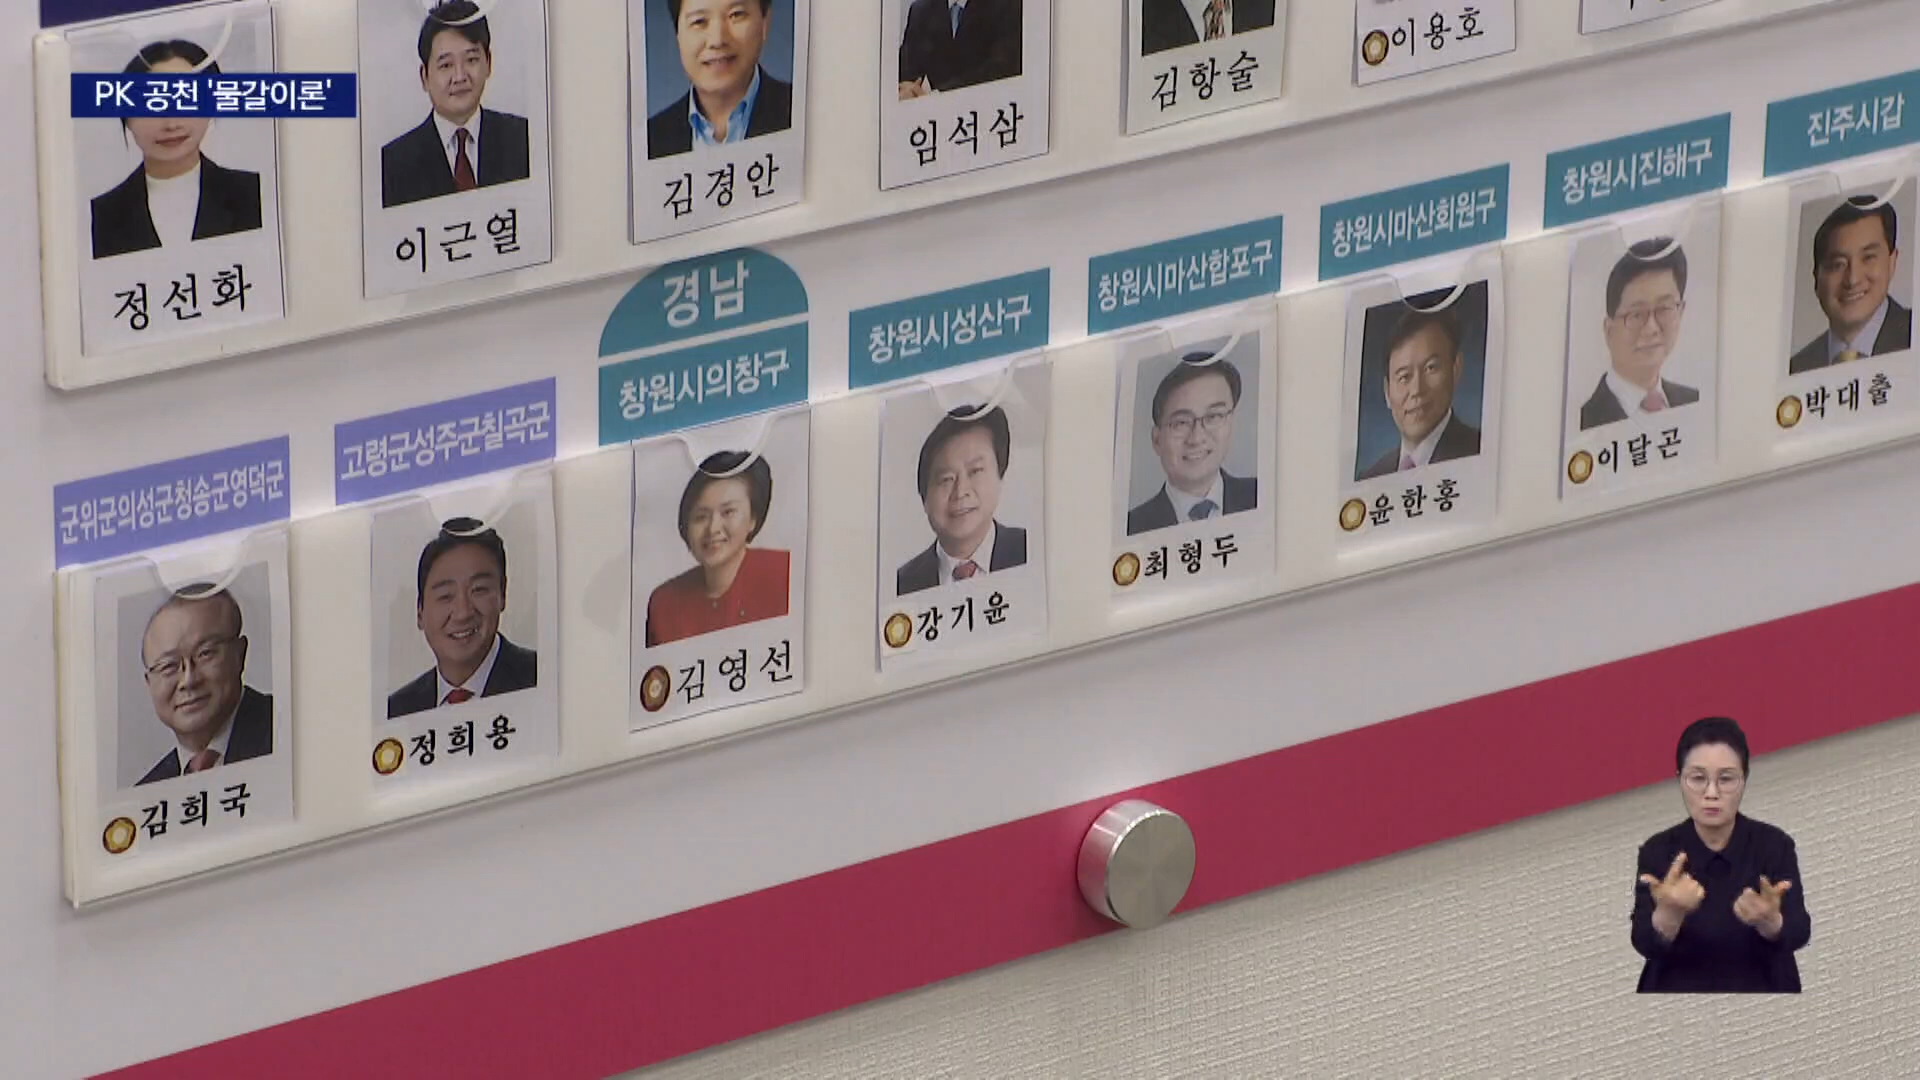 PK 공천 '물갈이론'
정선화
이근열
김경안
임석삼
김항술
이용호
경남
군위군의성군청송군영덕군
고령군성주군칠곡군
창원시의창구
창원시성산구
창원시마산합포구
창원시마산회원구
창원시진해구
진주시갑
김희국
정희용
김영선
강기윤
최형두
윤한홍
이달곤
박대출